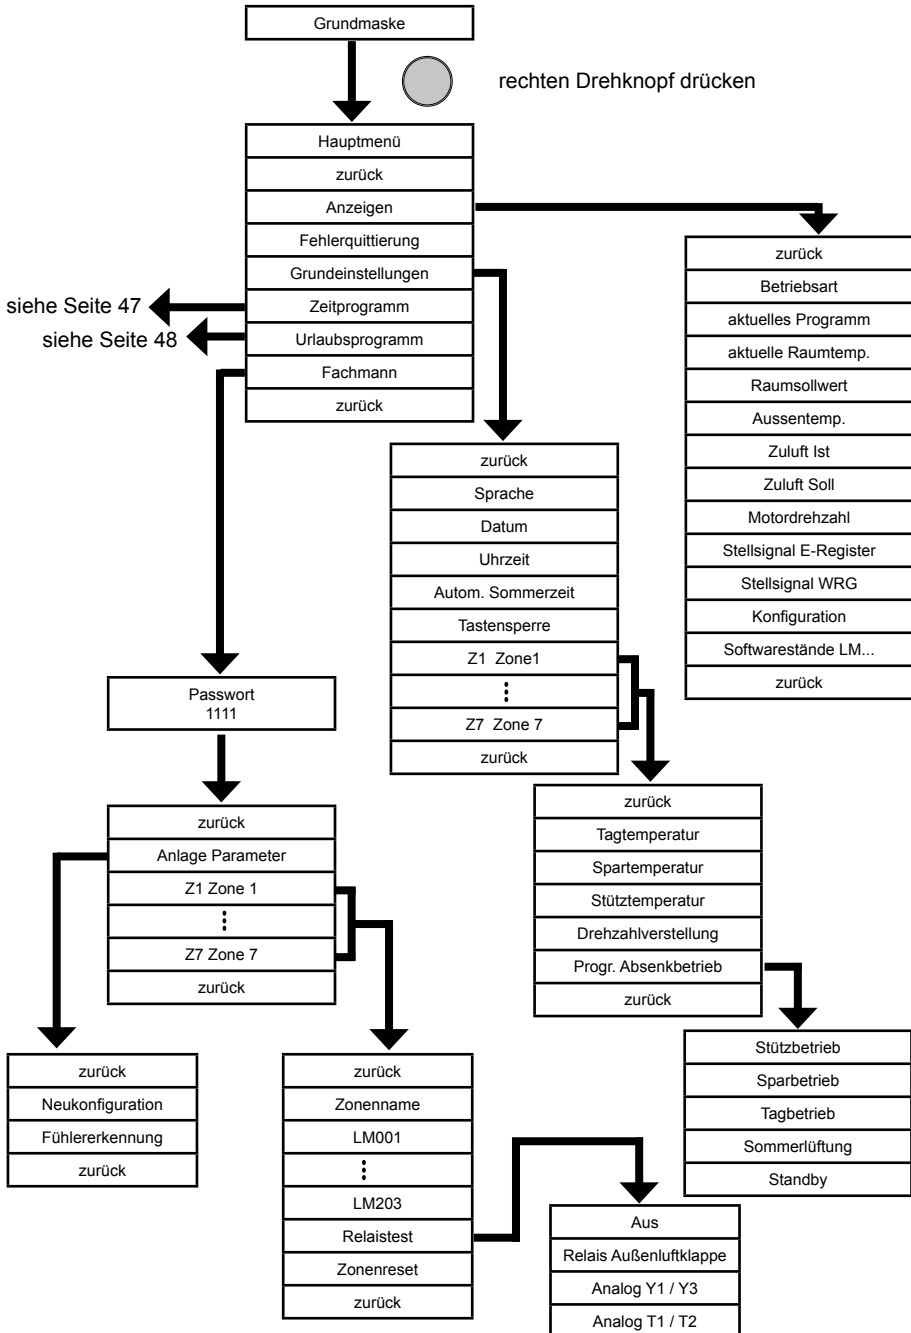 Grundmaske
rechten Drehknopf drücken
Hauptmenü
zurück
Anzeigen
Fehlerquittierung
Grundeinstellungen
Zeitprogramm
Urlaubsprogramm
Fachmann
zurück
siehe Seite 47
siehe Seite 48
zurück
Betriebsart
aktuelles Programm
aktuelle Raumtemp.
Raumsollwert
Aussentemp.
Zuluft Ist
Zuluft Soll
Motordrehzahl
Stellsignal E-Register
Stellsignal WRG
Konfiguration
Softwarestände LM...
zurück
zurück
Sprache
Datum
Uhrzeit
Autom. Sommerzeit
Tastensperre
Z1 Zone1
Z7 Zone 7
zurück
Passwort
1111
zurück
Anlage Parameter
Z1 Zone 1
Z7 Zone 7
zurück
zurück
Tagtemperatur
Spartemperatur
Stütztemperatur
Drehzahlverstellung
Progr. Absenkbetrieb
zurück
Stützbetrieb
Sparbetrieb
Tagbetrieb
Sommerlüftung
Standby
zurück
Neukonfiguration
Fühlererkennung
zurück
zurück
Zonenname
LM001
LM203
Relaistest
Zonenreset
zurück
Aus
Relais Außenluftklappe
Analog Y1 / Y3
Analog T1 / T2